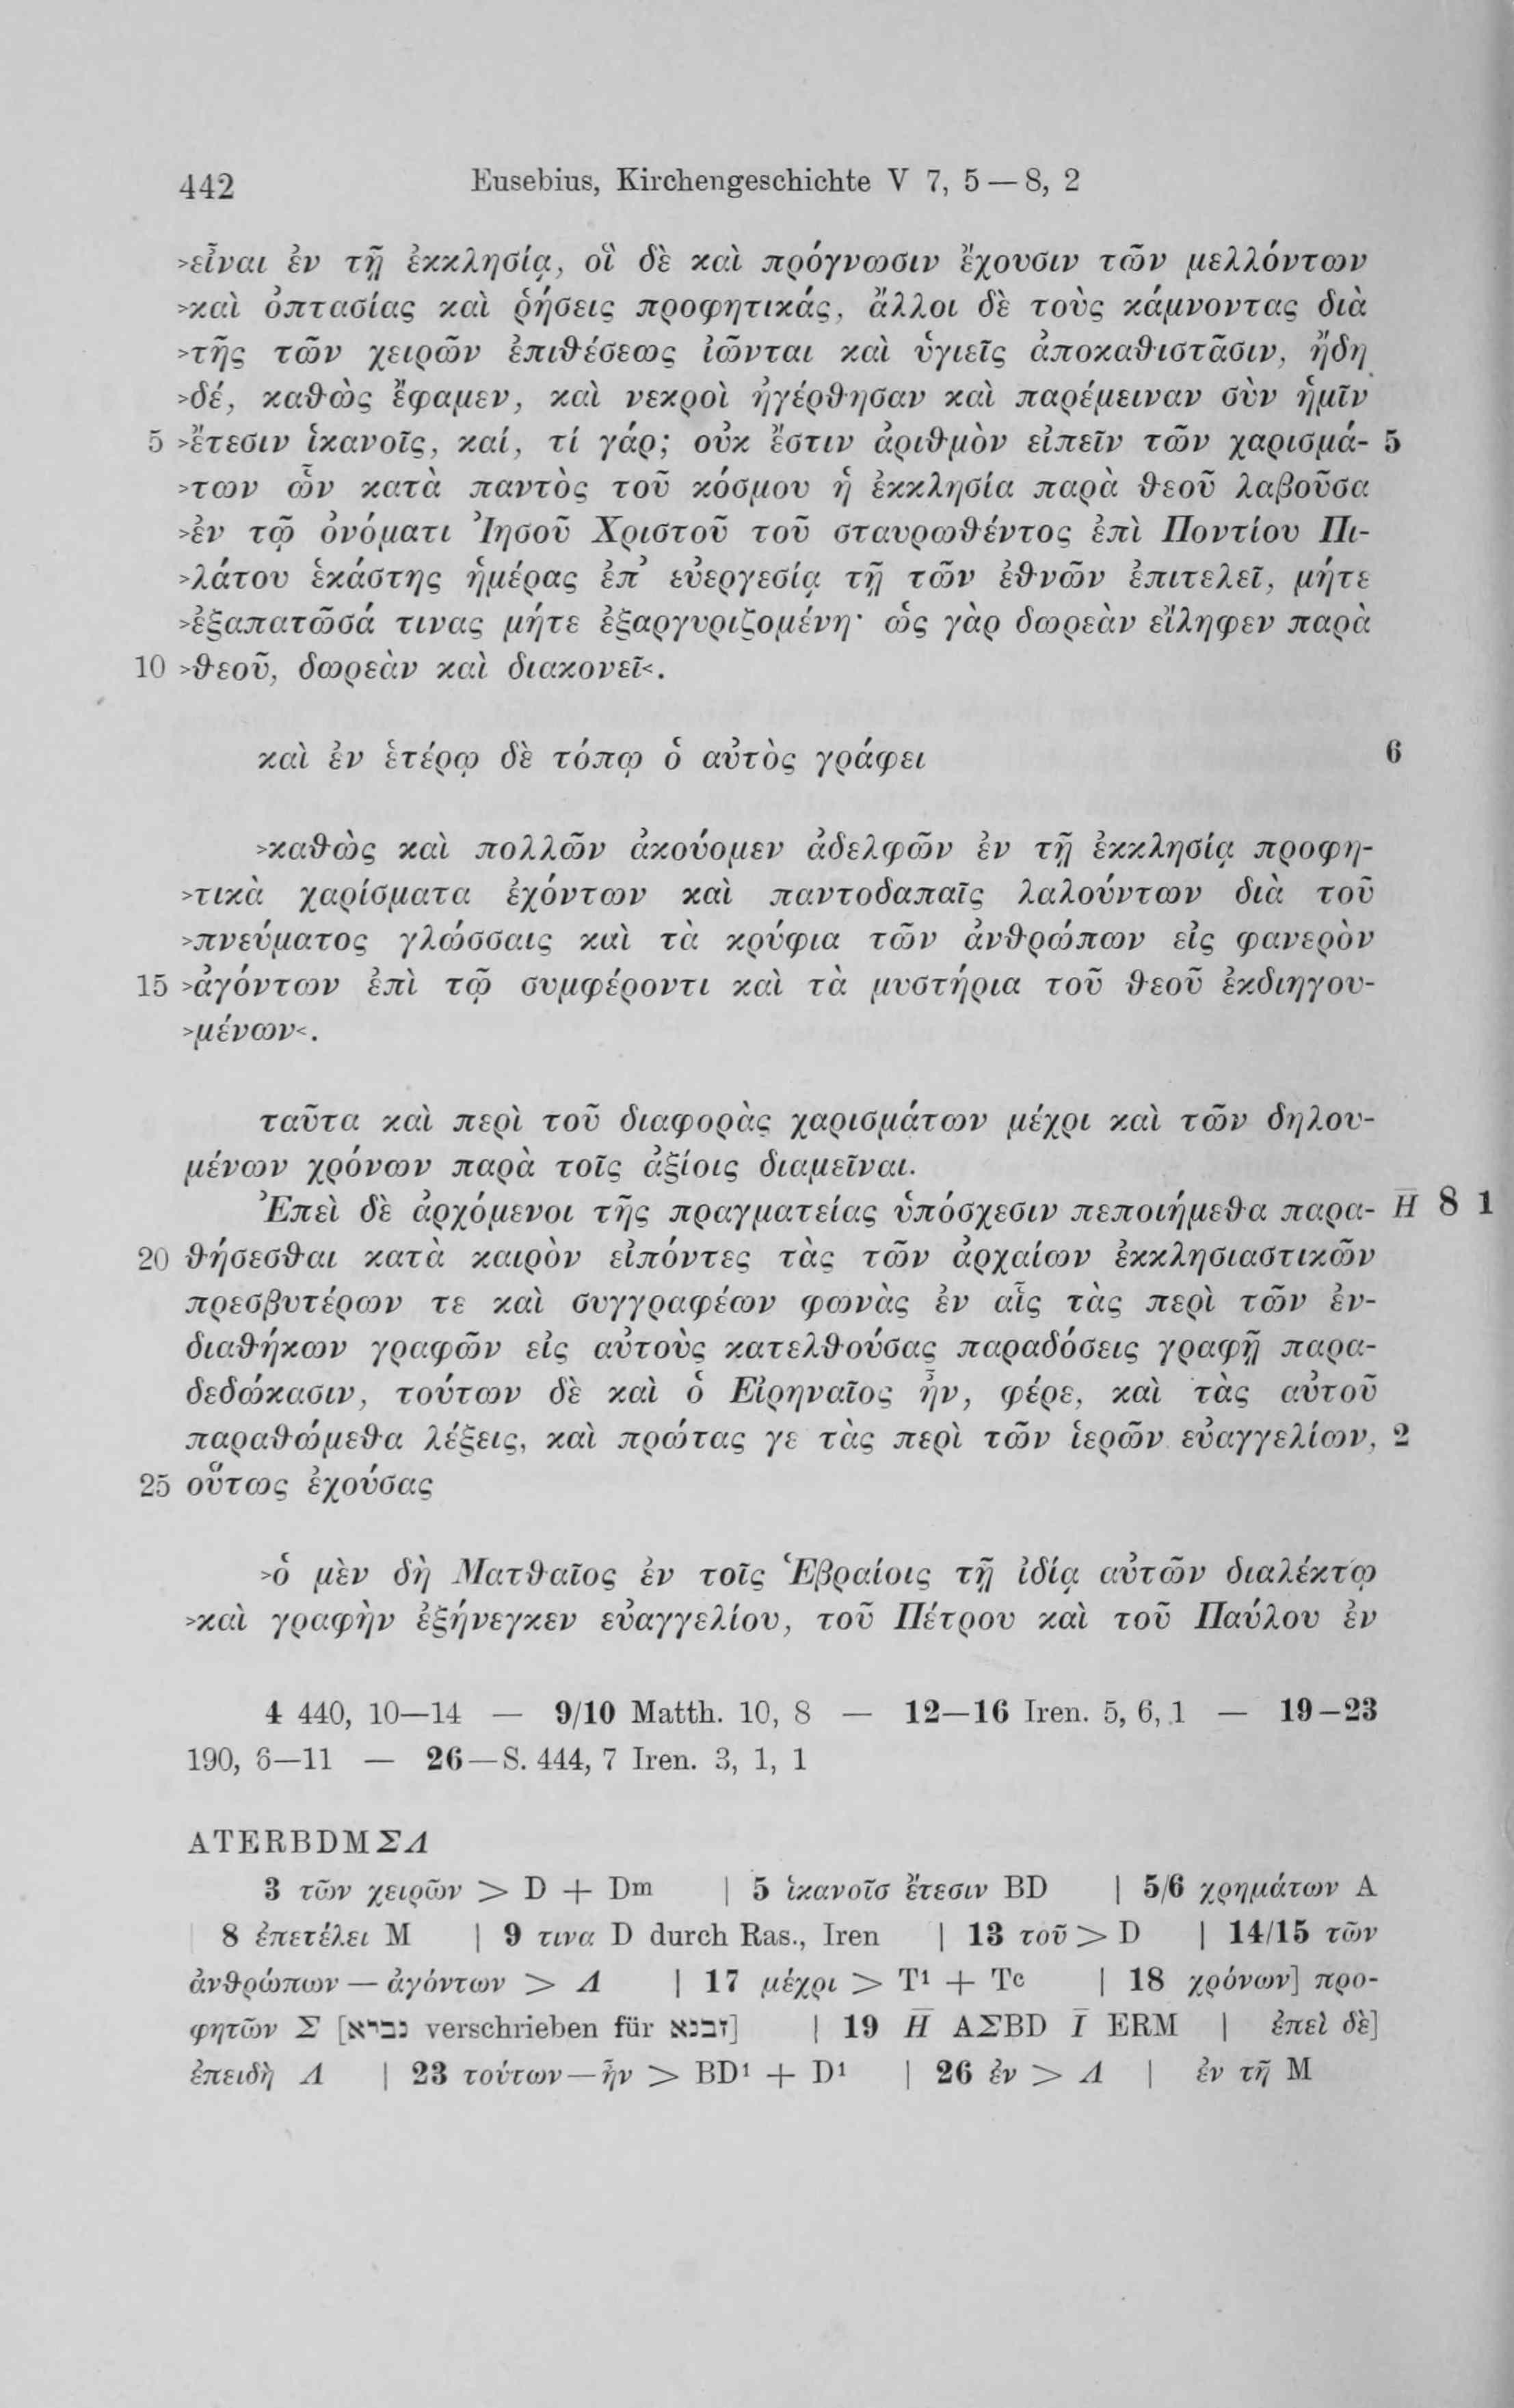 442 Eusebius, Kirchengeschichte V 7, 5 — 8, 2
>εἶναι ἐν τῇ ἐκκλησίᾳ, οἳ δὲ καὶ πρόγνωσιν ἔχουσιν τῶν μελλόντων
>καὶ ὀπτασίας καὶ ῥήσεις προφητικάς, ἄλλοι δὲ τοὺς κάμνοντας διὰ
>τῆς τῶν χειρῶν ἐπιθέσεως ἰῶνται καὶ ὑγιεῖς ἀποκαθιστᾶσιν, ἤδη
>δέ, καθὼς ἔφαμεν, καὶ νεκροὶ ἠγέρθησαν καὶ παρέμειναν σὺν ἡμῖν
5 >ἔτεσιν ἱκανοῖς, καί, τί γάρ; οὐκ ἔστιν ἀριθμὸν εἰπεῖν τῶν χαρισμά- 5
>των ὧν κατὰ παντὸς τοῦ κόσμου ἡ ἐκκλησία παρὰ θεοῦ λαβοῦσα
>ἐν τῷ ὀνόματι Ἰησοῦ Χριστοῦ τοῦ σταυρωθέντος ἐπὶ Ποντίου Πι-
>λάτου ἑκάστης ἡμέρας ἐπ᾽ εὐεργεσίᾳ τῇ τῶν ἐθνῶν ἐπιτελεῖ, μήτε
>ἐξαπατῶσά τινας μήτε ἐξαργυριζομένη· ὡς γὰρ δωρεὰν εἴληφεν παρὰ
10 >θεοῦ, δωρεὰν καὶ διακονεῖ<.
καὶ ἐν ἑτέρῳ δὲ τόπῳ ὁ αὐτὸς γράφει 6
>καθὼς καὶ πολλῶν ἀκούομεν ἀδελφῶν ἐν τῇ ἐκκλησίᾳ προφη-
>τικὰ χαρίσματα ἐχόντων καὶ παντοδαπαῖς λαλούντων διὰ τοῦ
>πνεύματος γλώσσαις καὶ τὰ κρύφια τῶν ἀνθρώπων εἰς φανερὸν
15 >ἀγόντων ἐπὶ τῷ συμφέροντι καὶ τὰ μυστήρια τοῦ θεοῦ ἐκδιηγου-
>μένων<.
ταῦτα καὶ περὶ τοῦ διαφορὰς χαρισμάτων μέχρι καὶ τῶν δηλου-
μένων χρόνων παρὰ τοῖς ἀξίοις διαμεῖναι.
Ἐπεὶ δὲ ἀρχόμενοι τῆς πραγματείας ὑπόσχεσιν πεποιήμεθα παρα- H̅ 8 1
20 θήσεσθαι κατὰ καιρὸν εἰπόντες τὰς τῶν ἀρχαίων ἐκκλησιαστικῶν
πρεσβυτέρων τε καὶ συγγραφέων φωνὰς ἐν αἷς τὰς περὶ τῶν ἐν-
διαθήκων γραφῶν εἰς αὐτοὺς κατελθούσας παραδόσεις γραφῇ παρα-
δεδώκασιν, τούτων δὲ καὶ ὁ Εἰρηναῖος ἦν, φέρε, καὶ τὰς αὐτοῦ
παραθώμεθα λέξεις, καὶ πρώτας γε τὰς περὶ τῶν ἱερῶν εὐαγγελίων, 2
25 οὕτως ἐχούσας
>ὁ μὲν δὴ Ματθαῖος ἐν τοῖς Ἑβραίοις τῇ ἰδίᾳ αὐτῶν διαλέκτῳ
>καὶ γραφὴν ἐξήνεγκεν εὐαγγελίου, τοῦ Πέτρου καὶ τοῦ Παύλου ἐν
4 440, 10—14 — 9/10 Matth. 10, 8 — 12—16 Iren. 5, 6, 1 — 19—23
190, 6—11 — 26—S. 444, 7 Iren. 3, 1, 1
ATERBDMΣΛ
3 τῶν χειρῶν > D + Dm | 5 ἱκανοῖσ ἔτεσιν BD | 5/6 χρημάτων A
8 ἐπετέλει M | 9 τινα D durch Ras., Iren | 13 τοῦ > D | 14/15 τῶν
ἀνθρώπων — ἀγόντων > Λ | 17 μέχρι > T¹ + Tᶜ | 18 χρόνων] προ-
φητῶν Σ [נביא verschrieben für זבנא] | 19 H̅ AΣBD I̅ ERM | ἐπεὶ δὲ]
ἐπειδὴ Λ | 23 τούτων—ἦν > BD¹ + D¹ | 26 ἐν > Λ | ἐν τῇ M